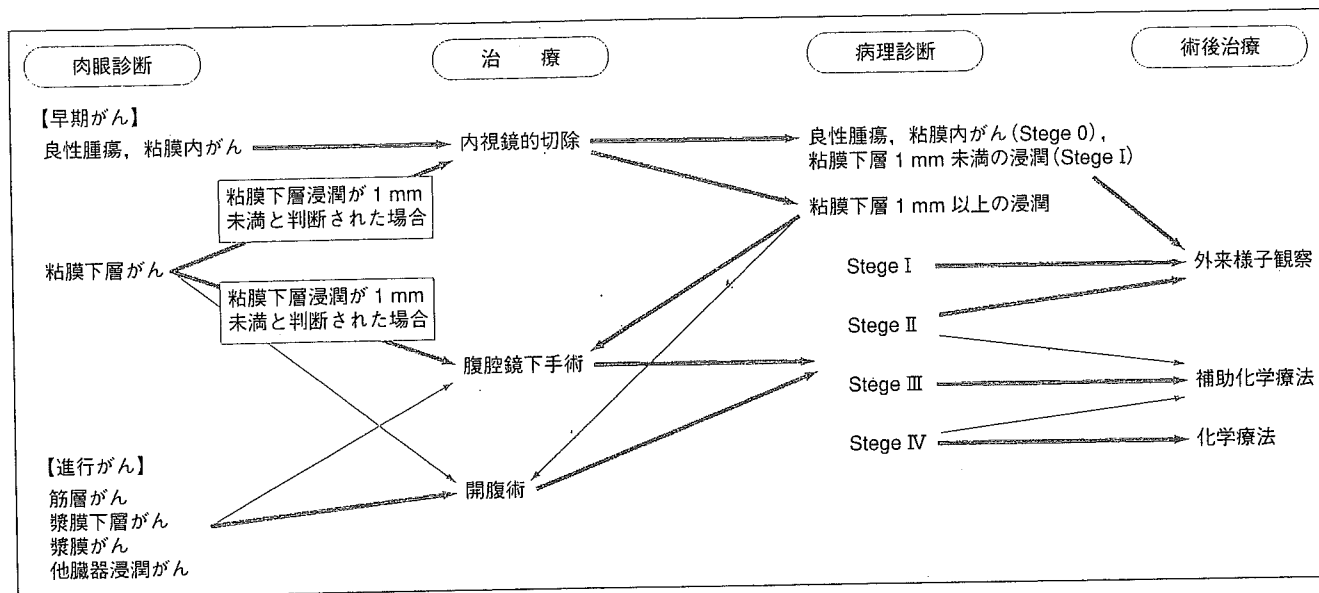 肉眼診断
治　療
病理診断
術後治療
【早期がん】
良性腫瘍，粘膜内がん
内視鏡的切除
良性腫瘍，粘膜内がん(Stege 0)，
粘膜下層 1 mm 未満の浸潤(Stege Ⅰ)
粘膜下層浸潤が 1 mm
未満と判断された場合
粘膜下層 1 mm 以上の浸潤
粘膜下層がん
粘膜下層浸潤が 1 mm
未満と判断された場合
Stege Ⅰ
外来様子観察
Stege Ⅱ
腹腔鏡下手術
Stege Ⅲ
補助化学療法
Stege Ⅳ
化学療法
【進行がん】
筋層がん
漿膜下層がん
漿膜がん
他臓器浸潤がん
開腹術